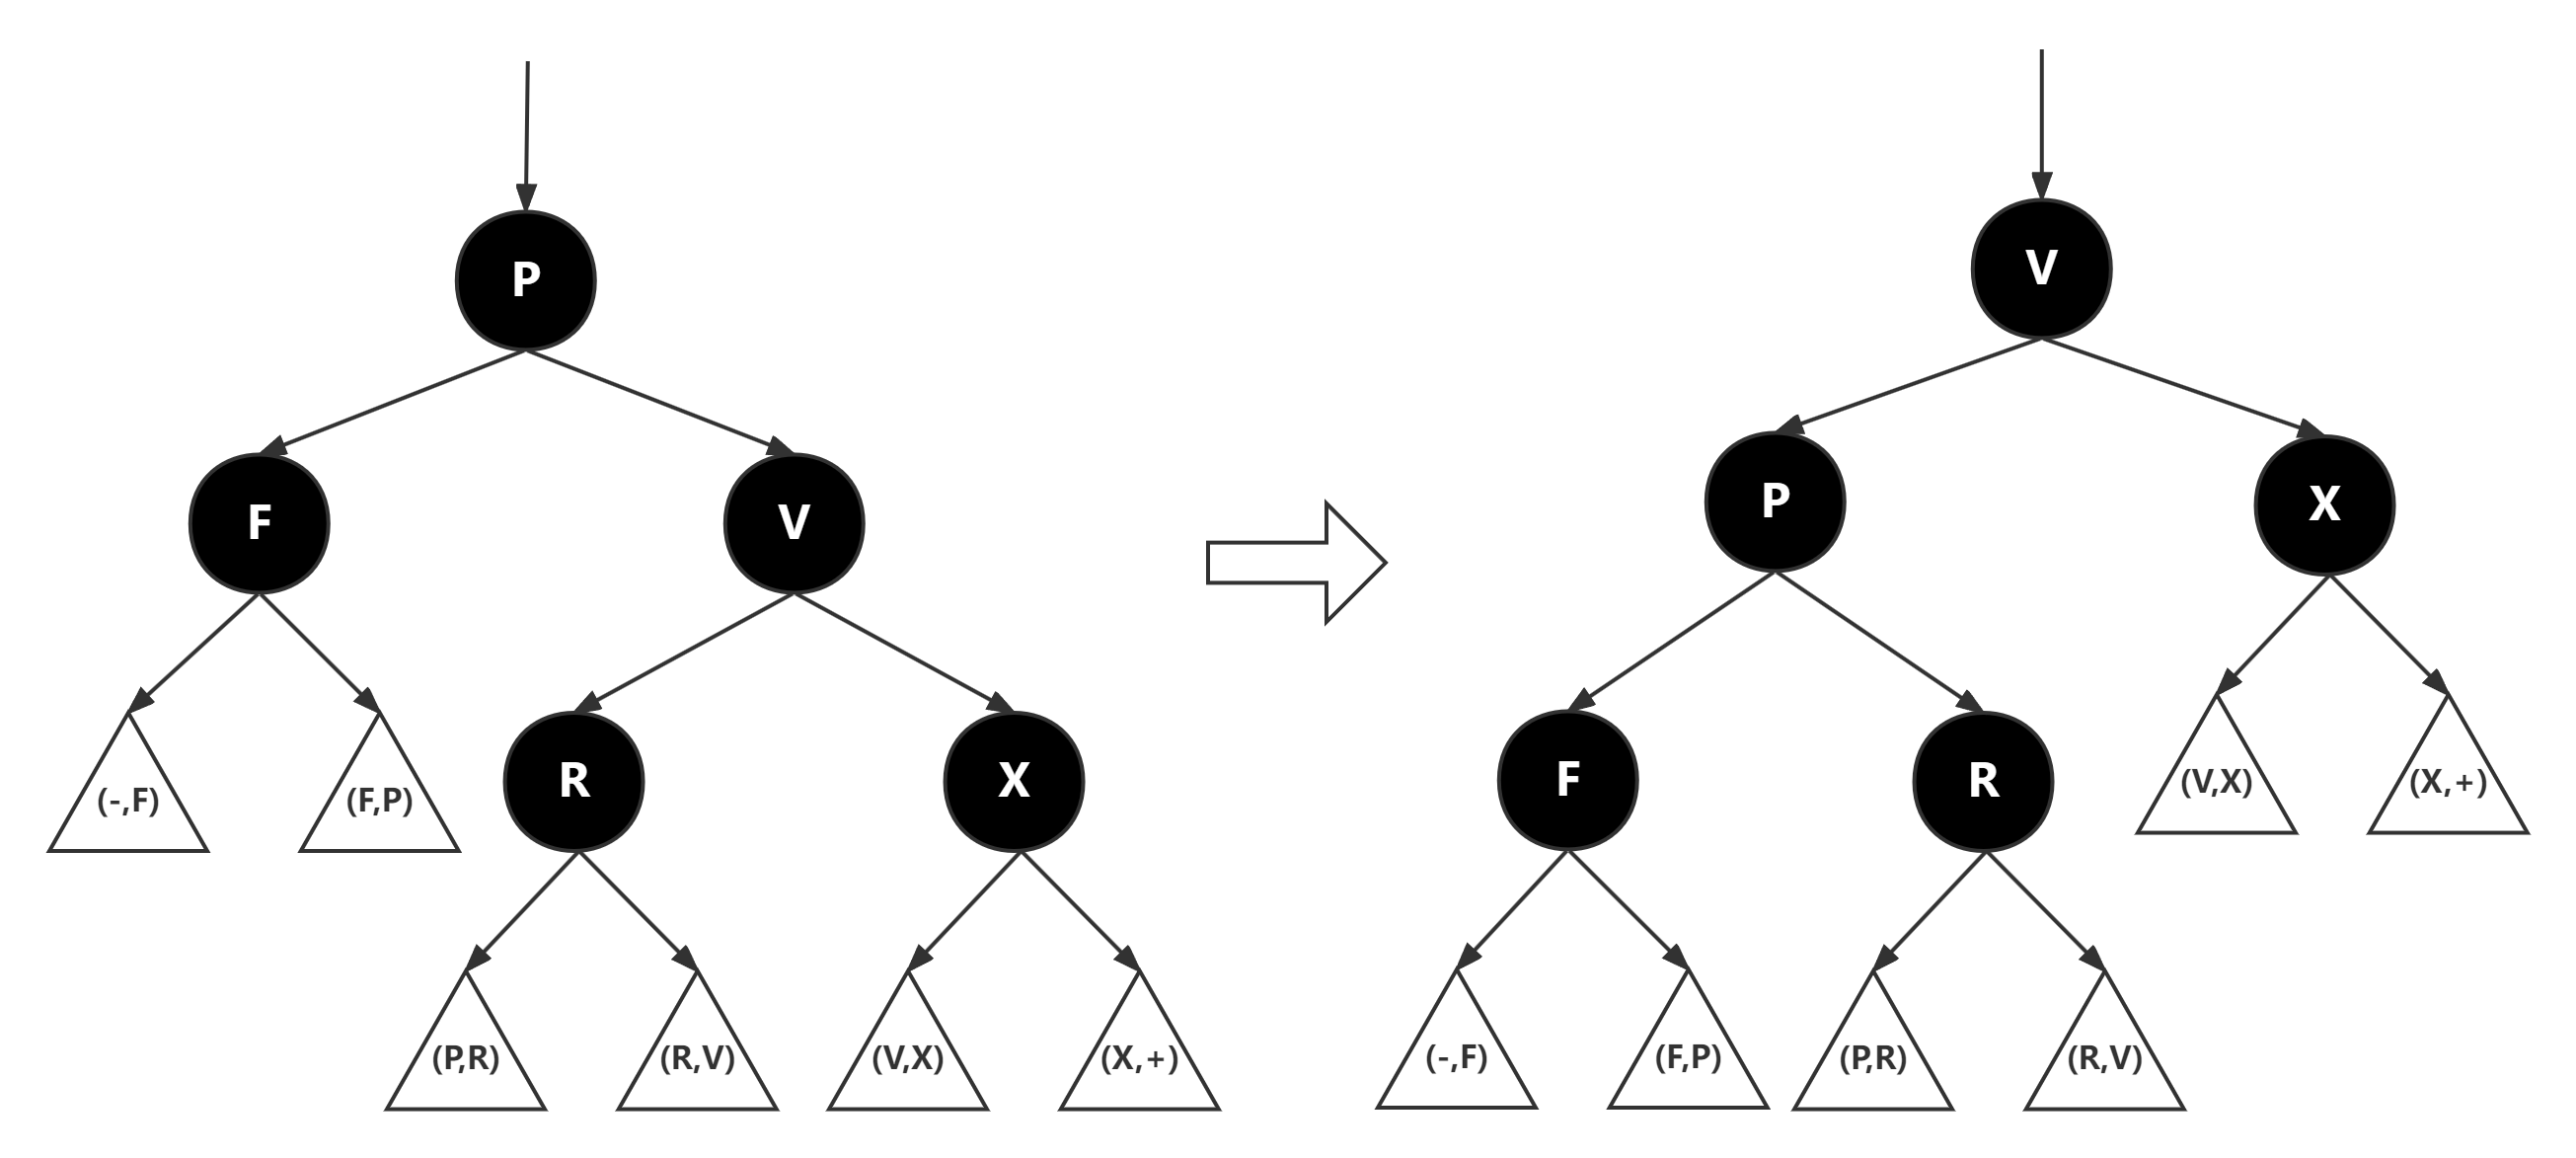 P
F
V
(-,F)
(F,P)
R
X
(P,R)
(R,V)
(V,X)
(X,+)
V
P
X
F
R
(V,X)
(X,+)
(-,F)
(F,P)
(P,R)
(R,V)